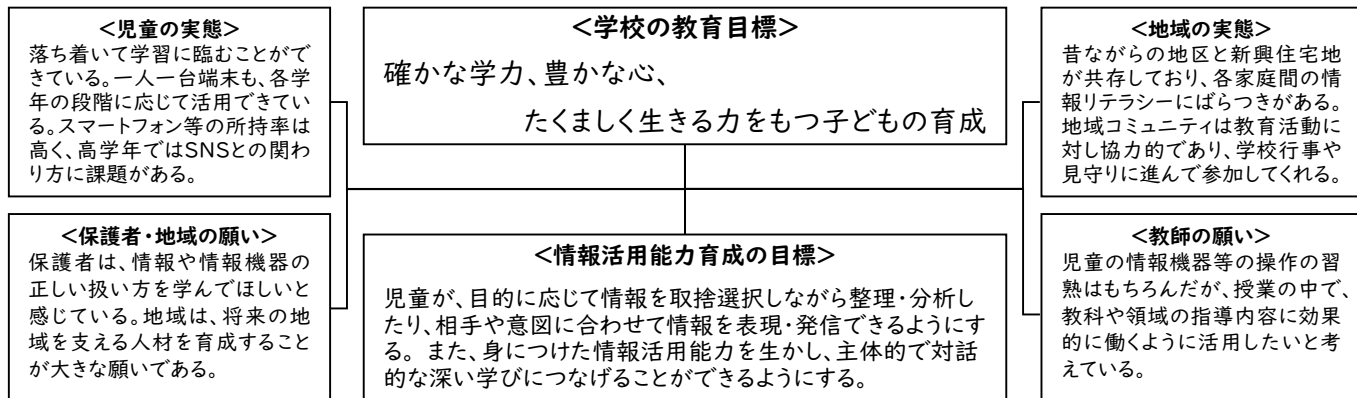 <児童の実態>
落ち着いて学習に臨むことがで
きている。一人一台端末も、各学
年の段階に応じて活用できてい
る。スマートフォン等の所持率は
高く、高学年ではSNSとの関わ
り方に課題がある。
<学校の教育目標>
確かな学力、豊かな心、
たくましく生きる力をもつ子どもの育成
<地域の実態>
昔ながらの地区と新興住宅地
が共存しており、各家庭間の情
報リテラシーにばらつきがある。
地域コミュニティは教育活動に
対し協力的であり、学校行事や
見守りに進んで参加してくれる。
<保護者・地域の願い>
保護者は、情報や情報機器の
正しい扱い方を学んでほしいと
感じている。地域は、将来の地
域を支える人材を育成すること
が大きな願いである。
<情報活用能力育成の目標>
児童が、目的に応じて情報を取捨選択しながら整理・分析し
たり、相手や意図に合わせて情報を表現・発信できるようにす
る。また、身につけた情報活用能力を生かし、主体的で対話
的な深い学びにつなげることができるようにする。
<教師の願い>
児童の情報機器等の操作の習
熟はもちろんだが、授業の中で、
教科や領域の指導内容に効果
的に働くように活用したいと考
えている。